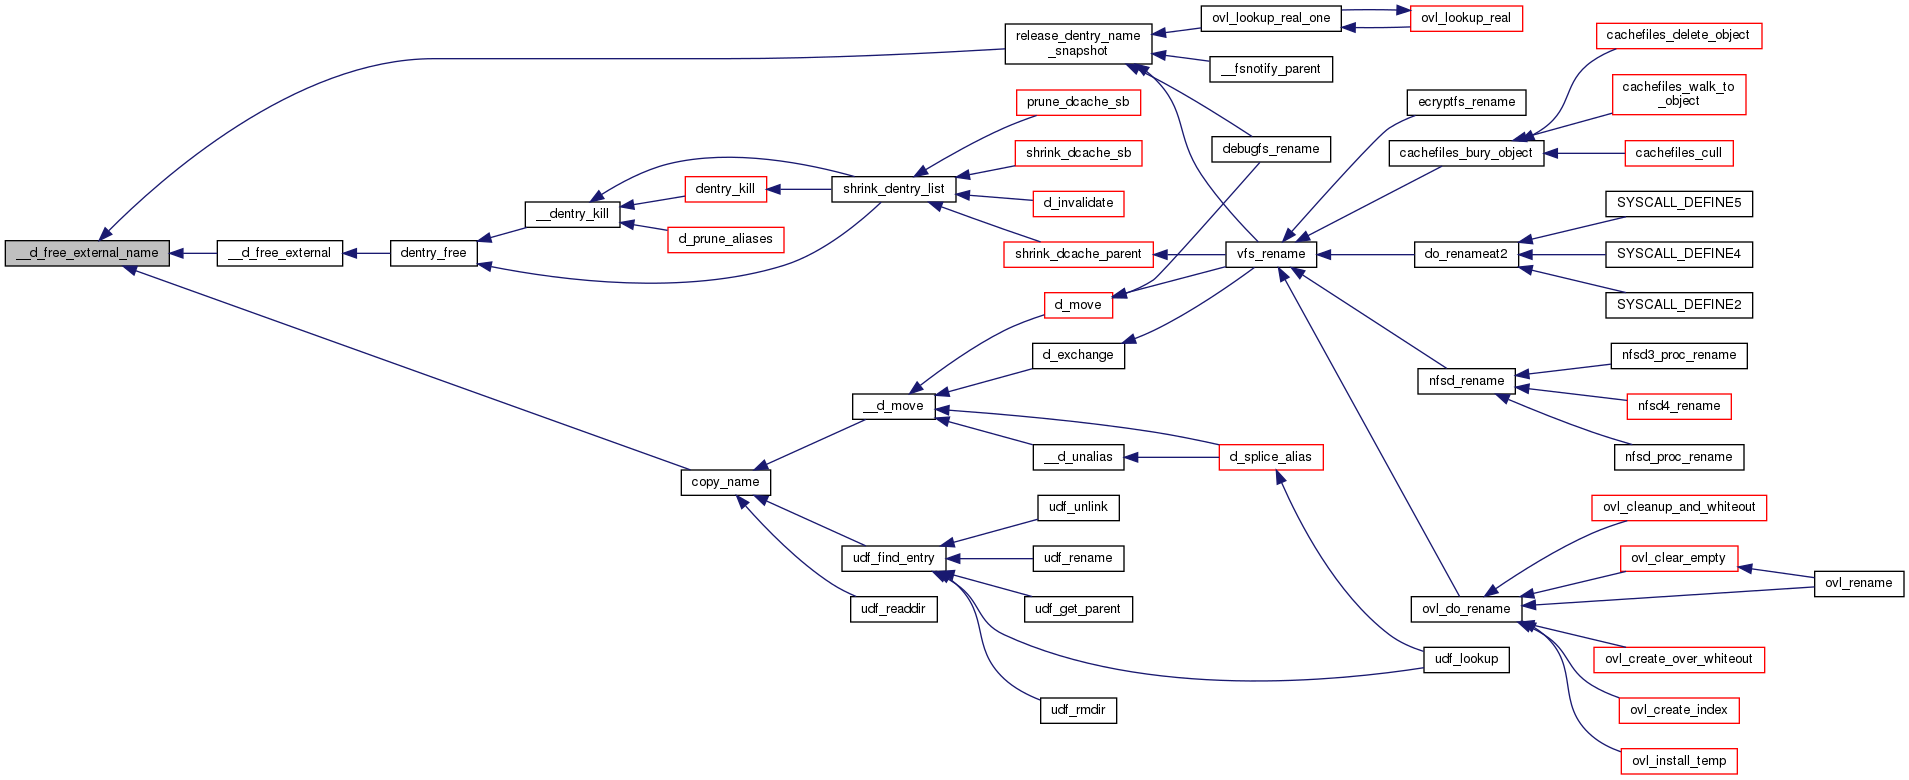 __d_free_external_name
__d_free_external
dentry_free
__dentry_kill
dentry_kill
d_prune_aliases
copy_name
shrink_dentry_list
__d_move
udf_find_entry
udf_readdir
release_dentry_name
_snapshot
prune_dcache_sb
shrink_dcache_sb
d_invalidate
shrink_dcache_parent
d_move
d_exchange
__d_unalias
udf_unlink
udf_rename
udf_get_parent
udf_rmdir
ovl_lookup_real_one
__fsnotify_parent
debugfs_rename
vfs_rename
d_splice_alias
ovl_lookup_real
ecryptfs_rename
cachefiles_bury_object
do_renameat2
nfsd_rename
ovl_do_rename
udf_lookup
cachefiles_delete_object
cachefiles_walk_to
_object
cachefiles_cull
SYSCALL_DEFINE5
SYSCALL_DEFINE4
SYSCALL_DEFINE2
nfsd3_proc_rename
nfsd4_rename
nfsd_proc_rename
ovl_cleanup_and_whiteout
ovl_clear_empty
ovl_rename
ovl_create_over_whiteout
ovl_create_index
ovl_install_temp